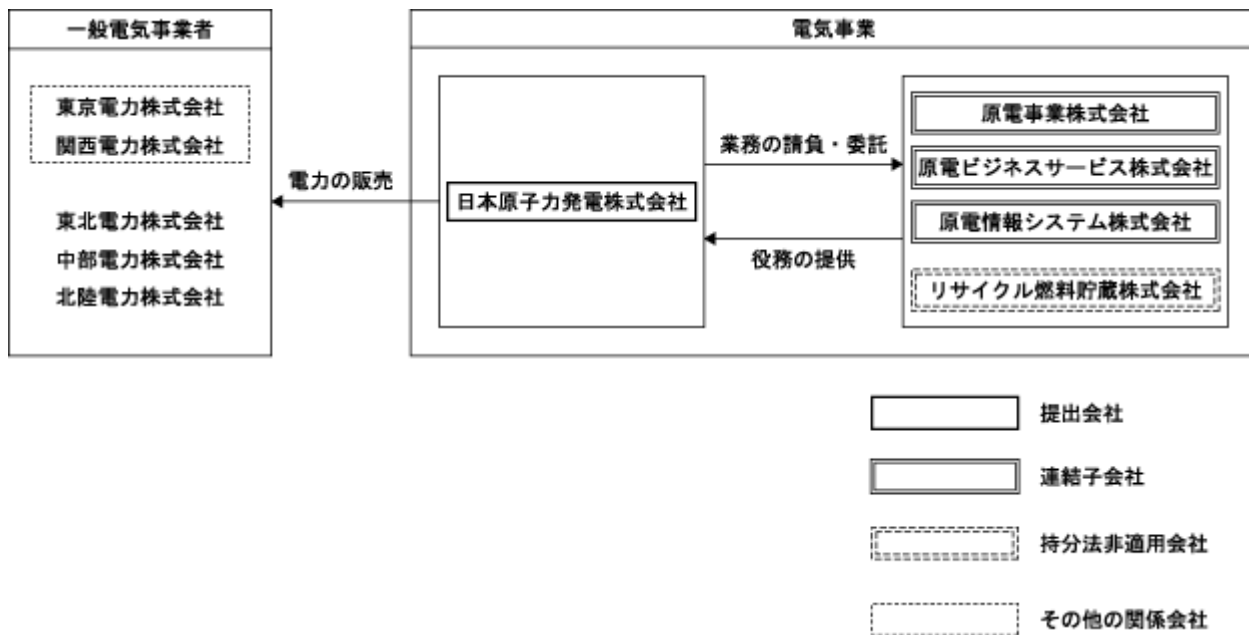 一般電気事業者
東京電力株式会社
関西電力株式会社
東北電力株式会社
中部電力株式会社
北陸電力株式会社
電力の販売
電気事業
日本原子力発電株式会社
業務の請負・委託
役務の提供
原電事業株式会社
原電ビジネスサービス株式会社
原電情報システム株式会社
リサイクル燃料貯蔵株式会社
提出会社
連結子会社
持分法非適用会社
その他の関係会社